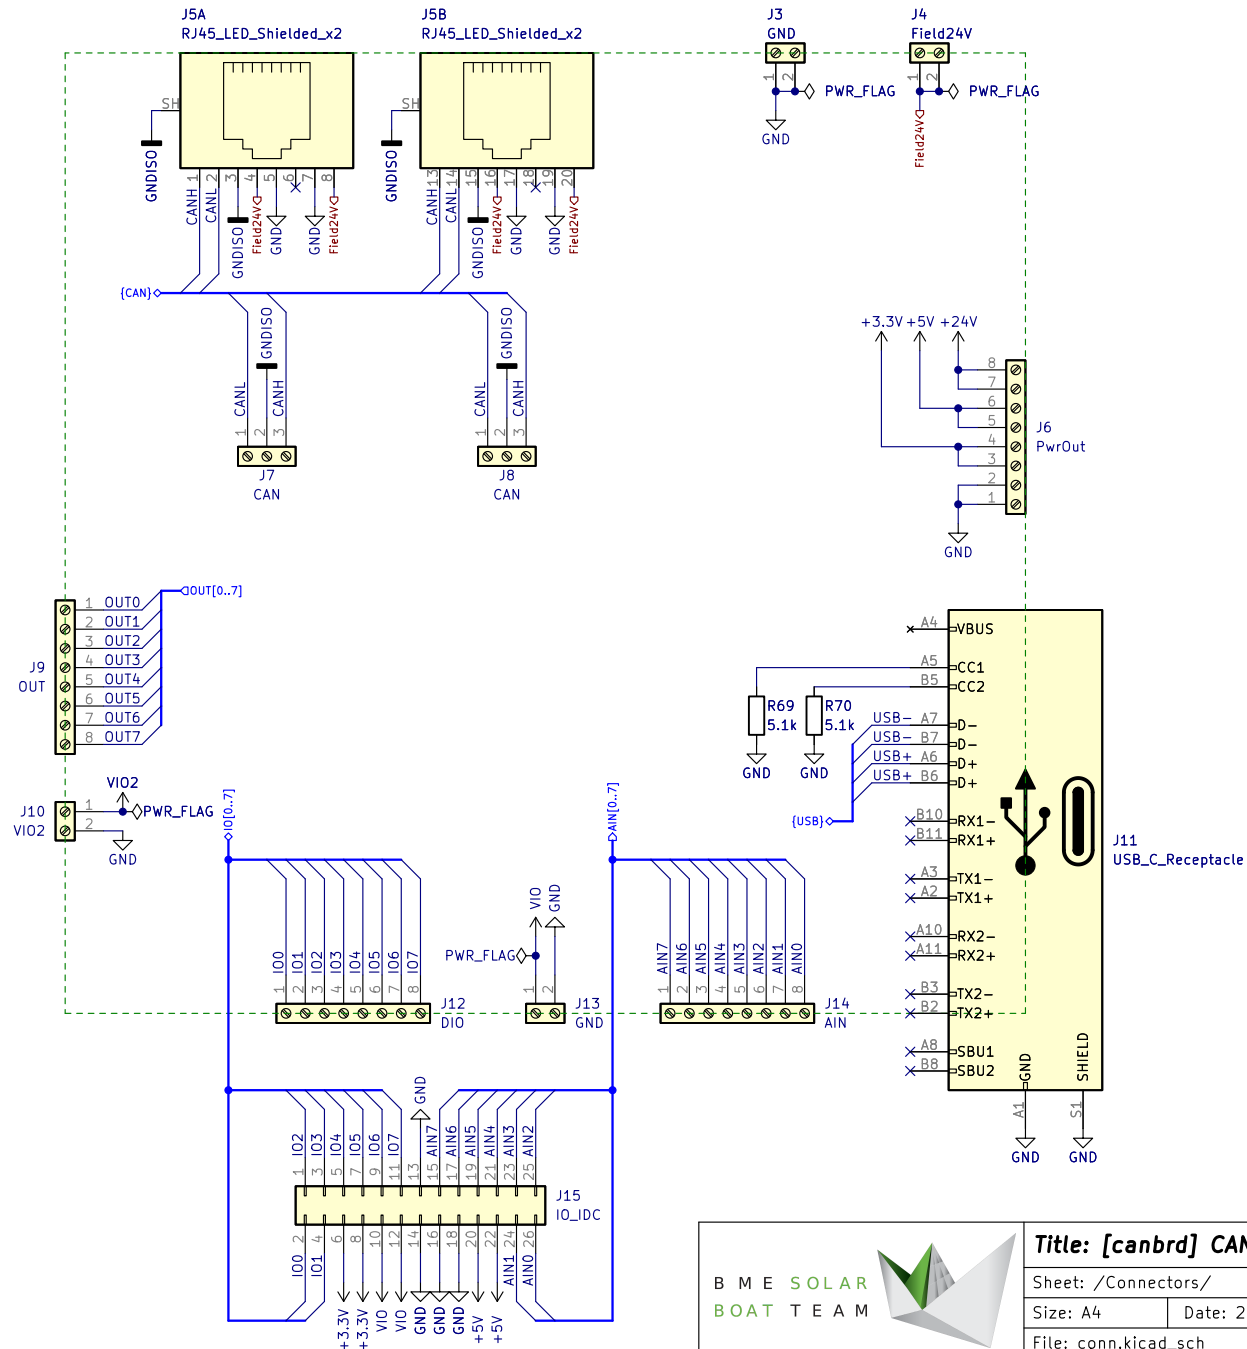 J5A
RJ45_LED_Shielded_x2
J5B
RJ45_LED_Shielded_x2
J3
GND
J4
Field24V
SH
GNDISO
1 2 3 4 5 6 7 8
CANH
CANL
GNDISO
Field24V
GND
GND
Field24V
SH
GNDISO
13 14 15 16 17 18 19 20
CANH
CANL
GNDISO
Field24V
GND
GND
Field24V
1 2
PWR_FLAG
GND
1 2
PWR_FLAG
Field24V
{CAN}
GNDISO
CANL
CANH
1 2 3
J7
CAN
GNDISO
CANL
CANH
1 2 3
J8
CAN
+3.3V +5V +24V
8
7
6
5
4
3
2
1
J6
PwrOut
GND
OUT[0..7]
1 OUT0
2 OUT1
3 OUT2
4 OUT3
5 OUT4
6 OUT5
7 OUT6
8 OUT7
J9
OUT
VIO2
J10
VIO2
1
2
PWR_FLAG
GND
A4 VBUS
A5 CC1
B5 CC2
R69
5.1k
GND
R70
5.1k
GND
USB- A7 D-
USB- B7 D-
USB+ A6 D+
USB+ B6 D+
{USB}
B10 RX1-
B11 RX1+
A3 TX1-
A2 TX1+
A10 RX2-
A11 RX2+
B3 TX2-
B2 TX2+
A8 SBU1
B8 SBU2
GND
SHIELD
A1
S1
GND
GND
J11
USB_C_Receptacle
IO[0..7]
IO0 IO1 IO2 IO3 IO4 IO5 IO6 IO7
1 2 3 4 5 6 7 8
J12
DIO
VIO
GND
PWR_FLAG
1 2
J13
GND
AIN[0..7]
AIN7 AIN6 AIN5 AIN4 AIN3 AIN2 AIN1 AIN0
1 2 3 4 5 6 7 8
J14
AIN
IO2 IO3 IO4 IO5 IO6 IO7 GND AIN7 AIN6 AIN5 AIN4 AIN3 AIN2
1 3 5 7 9 11 13 15 17 19 21 23 25
J15
IO_IDC
2 4 6 8 10 12 14 16 18 20 22 24 26
IO0 IO1 +3.3V +3.3V VIO VIO GND GND GND +5V +5V AIN1 AIN0
BME SOLAR
BOAT TEAM
Title: [canbrd] CAN
Sheet: /Connectors/
Size: A4
Date: 2
File: conn.kicad_sch